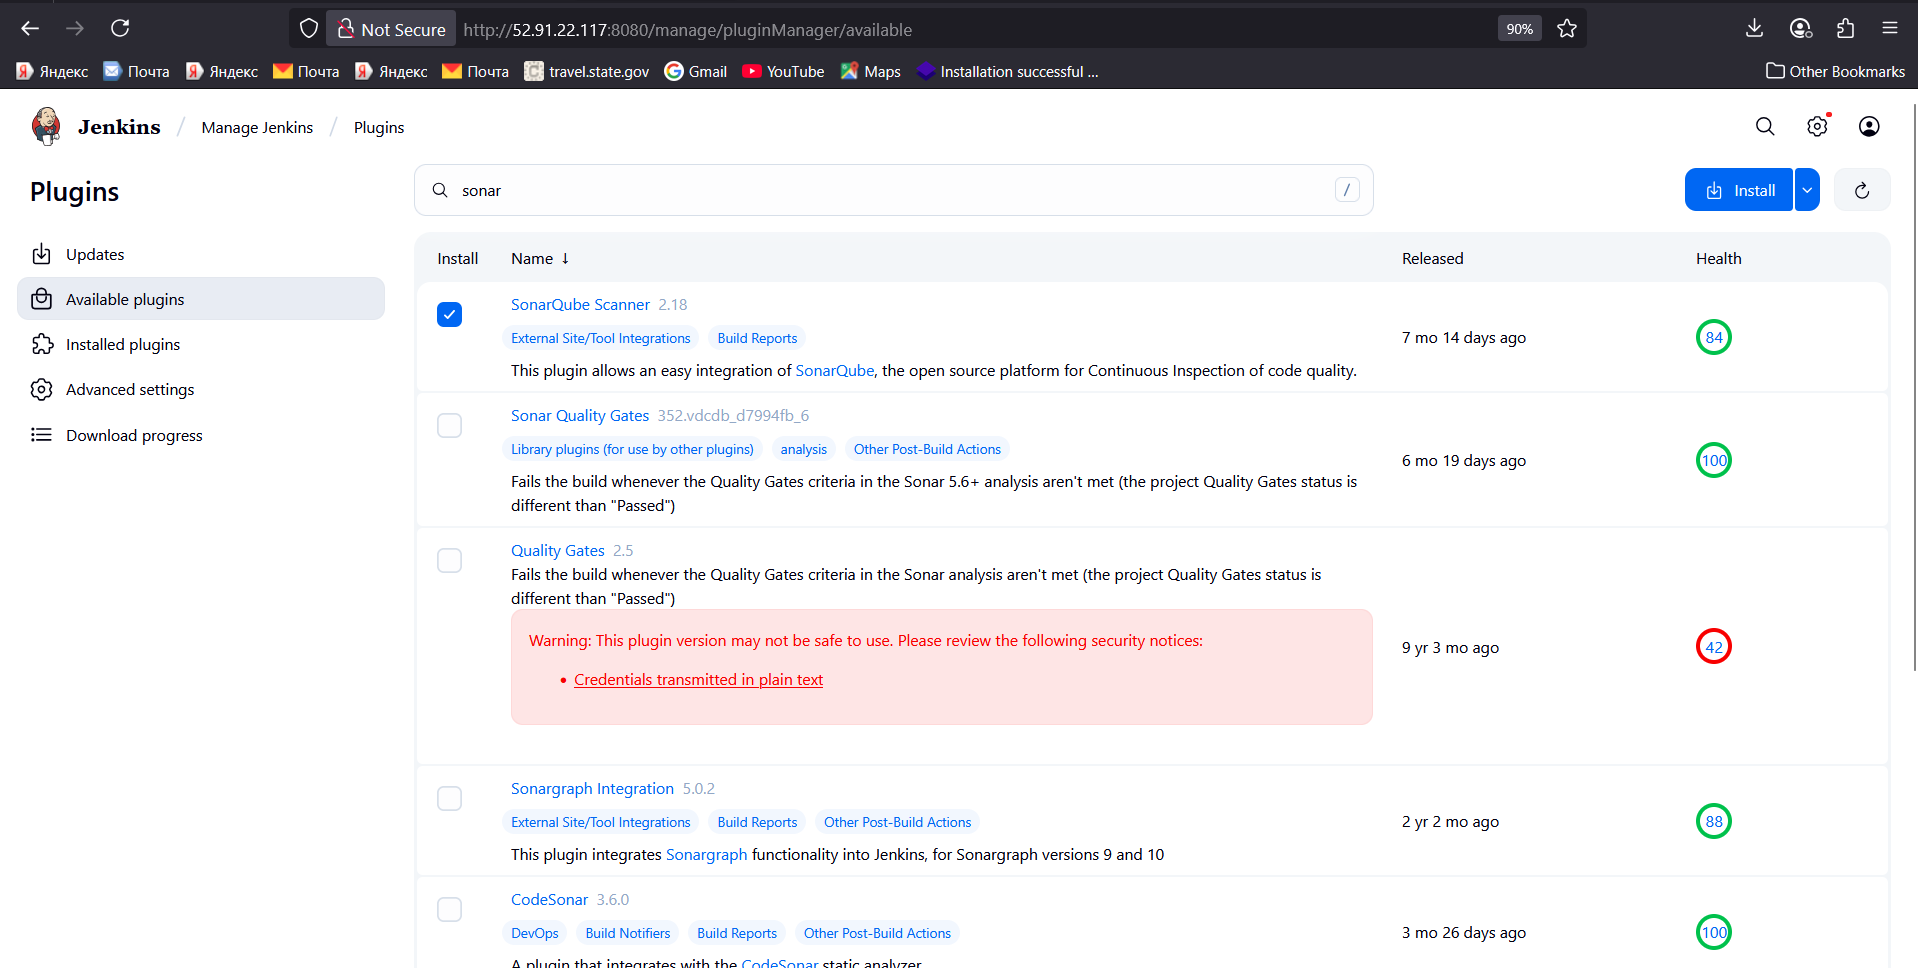 Not Secure
http://52.91.22.117:8080/manage/pluginManager/available
90%
Яндекс
Почта
Яндекс
Почта
Яндекс
Почта
travel.state.gov
Gmail
YouTube
Maps
Installation successful ...
Other Bookmarks
Jenkins / Manage Jenkins / Plugins
Plugins
sonar
/
Install
Updates
Available plugins
Installed plugins
Advanced settings
Download progress
Install Name ↓ Released Health
SonarQube Scanner 2.18
External Site/Tool Integrations Build Reports
7 mo 14 days ago
84
This plugin allows an easy integration of SonarQube, the open source platform for Continuous Inspection of code quality.
Sonar Quality Gates 352.vdcdb_d7994fb_6
Library plugins (for use by other plugins) analysis Other Post-Build Actions
6 mo 19 days ago
100
Fails the build whenever the Quality Gates criteria in the Sonar 5.6+ analysis aren't met (the project Quality Gates status is
different than "Passed")
Quality Gates 2.5
Fails the build whenever the Quality Gates criteria in the Sonar analysis aren't met (the project Quality Gates status is
different than "Passed")
Warning: This plugin version may not be safe to use. Please review the following security notices:
• Credentials transmitted in plain text
9 yr 3 mo ago
42
Sonargraph Integration 5.0.2
External Site/Tool Integrations Build Reports Other Post-Build Actions
2 yr 2 mo ago
88
This plugin integrates Sonargraph functionality into Jenkins, for Sonargraph versions 9 and 10
CodeSonar 3.6.0
DevOps Build Notifiers Build Reports Other Post-Build Actions
3 mo 26 days ago
100
A plugin that integrates with the CodeSonar static analyzer